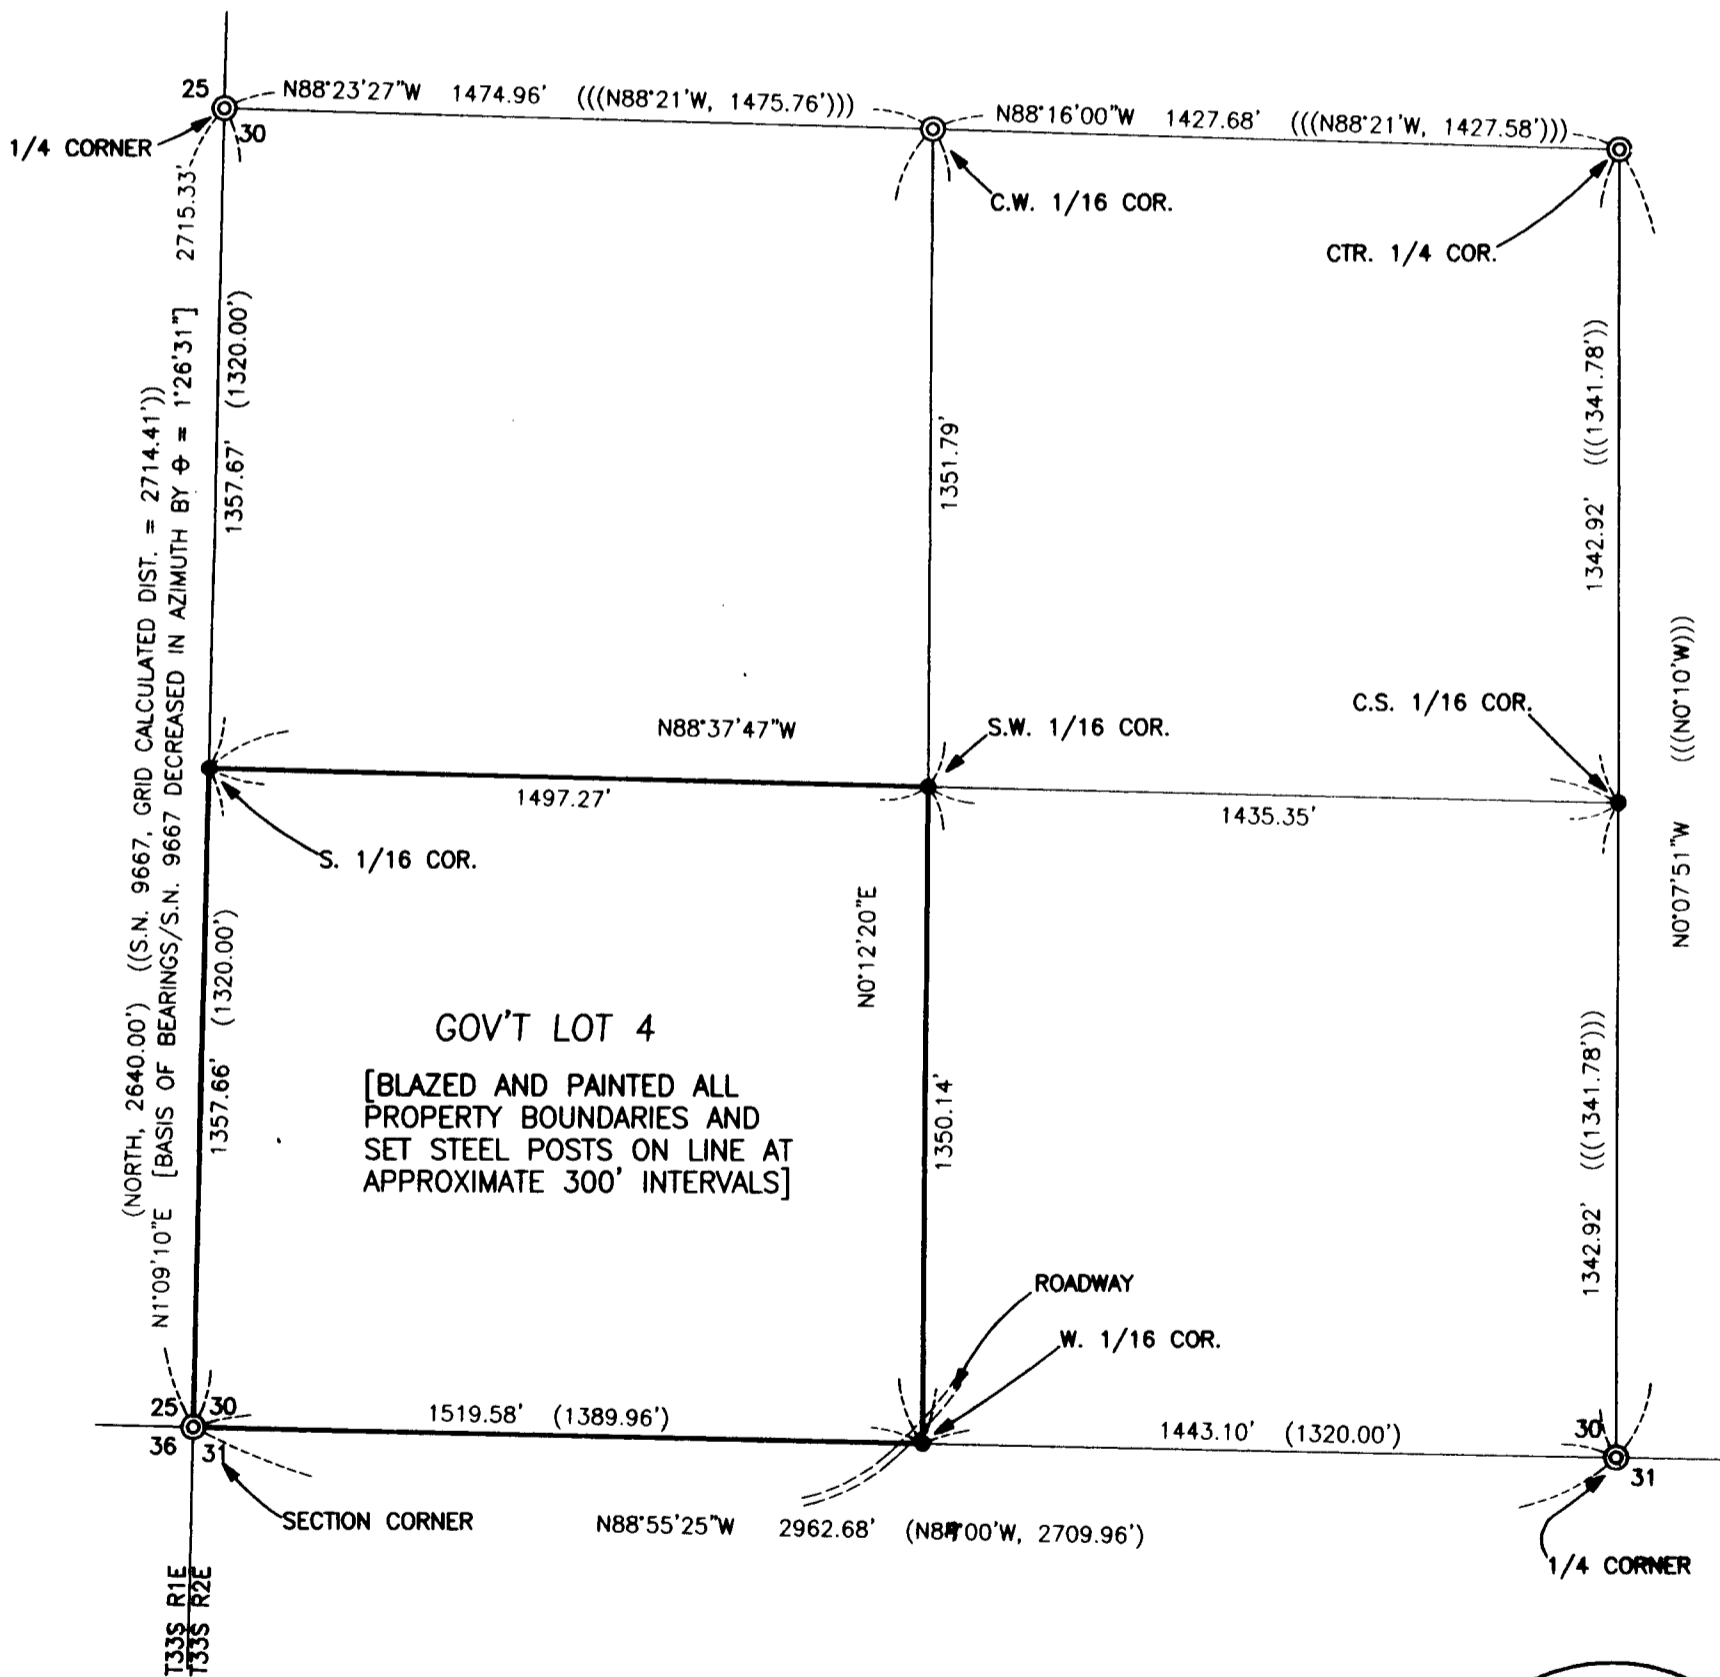 25
30
1/4 CORNER
N88°23'27"W 1474.96' (((N88°21'W, 1475.76')))
N88°16'00"W 1427.68' (((N88°21'W, 1427.58')))
C.W. 1/16 COR.
CTR. 1/4 COR.
(NORTH, 2640.00') ((S.N. 9667, GRID CALCULATED DIST. = 2714.41'))
N1°09'10"E [BASIS OF BEARINGS/S.N. 9667 DECREASED IN AZIMUTH BY θ = 1°26'31"] 2715.33'
1357.67' (1320.00')
1351.79'
1342.92' (((1341.78')))
N88°37'47"W
1497.27'
S.W. 1/16 COR.
C.S. 1/16 COR.
1435.35'
S. 1/16 COR.
N0°07'51"W (((N0°10'W)))
1357.66' (1320.00')
N0°12'20"E
1350.14'
1342.92' (((1341.78')))
GOV'T LOT 4
[BLAZED AND PAINTED ALL
PROPERTY BOUNDARIES AND
SET STEEL POSTS ON LINE AT
APPROXIMATE 300' INTERVALS]
ROADWAY
W. 1/16 COR.
25 30
36 31
1519.58' (1389.96')
1443.10' (1320.00')
30
31
SECTION CORNER
N88°55'25"W 2962.68' 2709.96')
1/4 CORNER
T33S R1E
T33S R2E